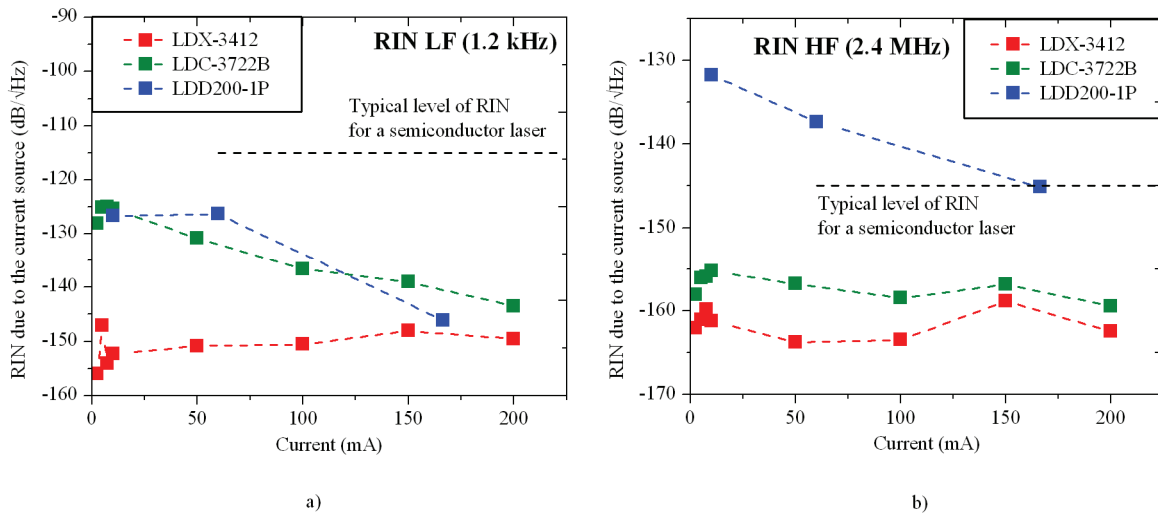 RIN LF (1.2 kHz)
LDX-3412
LDC-3722B
LDD200-1P
Typical level of RIN
for a semiconductor laser
RIN due to the current source (dB/√Hz)
-90
-100
-110
-120
-130
-140
-150
-160
0
50
100
150
200
Current (mA)
a)
RIN HF (2.4 MHz)
LDX-3412
LDC-3722B
LDD200-1P
Typical level of RIN
for a semiconductor laser
RIN due to the current source (dB/√Hz)
-130
-140
-150
-160
-170
0
50
100
150
200
Current (mA)
b)